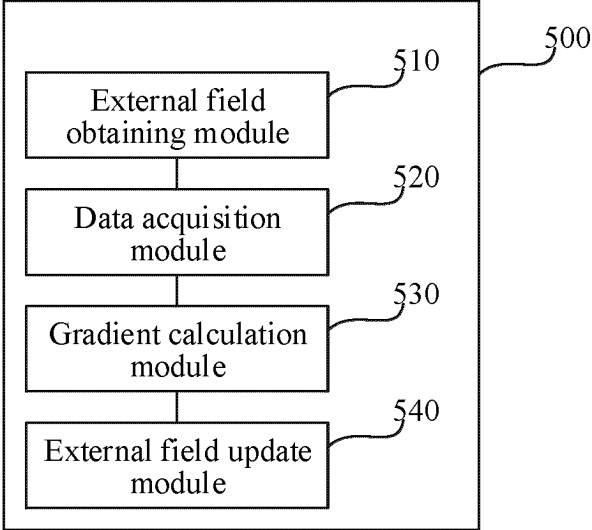 500
510
External field
obtaining module
520
Data acquisition
module
530
Gradient calculation
module
540
External field update
module